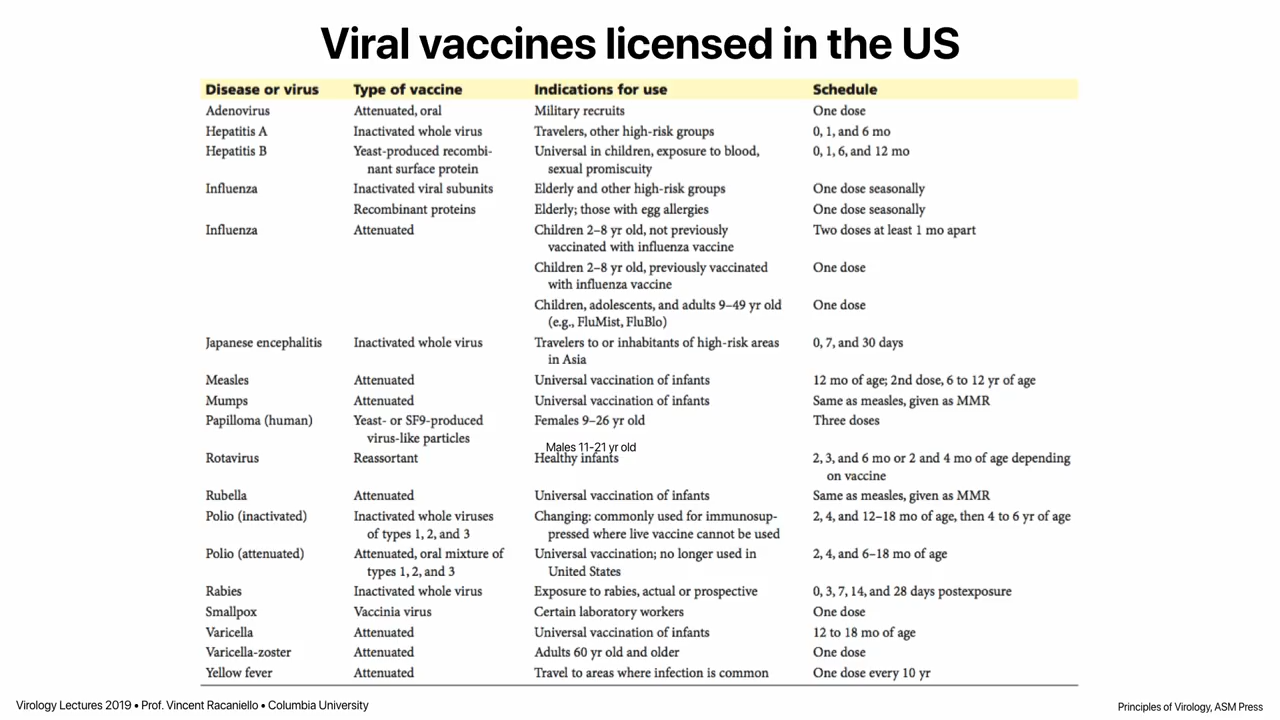 Viral vaccines licensed in the US
Disease or virus Type of vaccine Indications for use Schedule
Adenovirus Attenuated, oral Military recruits One dose
Hepatitis A Inactivated whole virus Travelers, other high-risk groups 0, 1, and 6 mo
Hepatitis B Yeast-produced recombi- Universal in children, exposure to blood, 0, 1, 6, and 12 mo
nant surface protein sexual promiscuity
Influenza Inactivated viral subunits Elderly and other high-risk groups One dose seasonally
Recombinant proteins Elderly; those with egg allergies One dose seasonally
Influenza Attenuated Children 2–8 yr old, not previously Two doses at least 1 mo apart
vaccinated with influenza vaccine
Children 2–8 yr old, previously vaccinated One dose
with influenza vaccine
Children, adolescents, and adults 9–49 yr old One dose
(e.g., FluMist, FluBlo)
Japanese encephalitis Inactivated whole virus Travelers to or inhabitants of high-risk areas 0, 7, and 30 days
in Asia
Measles Attenuated Universal vaccination of infants 12 mo of age; 2nd dose, 6 to 12 yr of age
Mumps Attenuated Universal vaccination of infants Same as measles, given as MMR
Papilloma (human) Yeast- or SF9-produced Females 9–26 yr old Three doses
virus-like particles
Males 11-21 yr old
Rotavirus Reassortant Healthy infants 2, 3, and 6 mo or 2 and 4 mo of age depending
on vaccine
Rubella Attenuated Universal vaccination of infants Same as measles, given as MMR
Polio (inactivated) Inactivated whole viruses Changing: commonly used for immunosup- 2, 4, and 12–18 mo of age, then 4 to 6 yr of age
of types 1, 2, and 3 pressed where live vaccine cannot be used
Polio (attenuated) Attenuated, oral mixture of Universal vaccination; no longer used in 2, 4, and 6–18 mo of age
types 1, 2, and 3 United States
Rabies Inactivated whole virus Exposure to rabies, actual or prospective 0, 3, 7, 14, and 28 days postexposure
Smallpox Vaccinia virus Certain laboratory workers One dose
Varicella Attenuated Universal vaccination of infants 12 to 18 mo of age
Varicella-zoster Attenuated Adults 60 yr old and older One dose
Yellow fever Attenuated Travel to areas where infection is common One dose every 10 yr
Virology Lectures 2019 • Prof. Vincent Racaniello • Columbia University
Principles of Virology, ASM Press